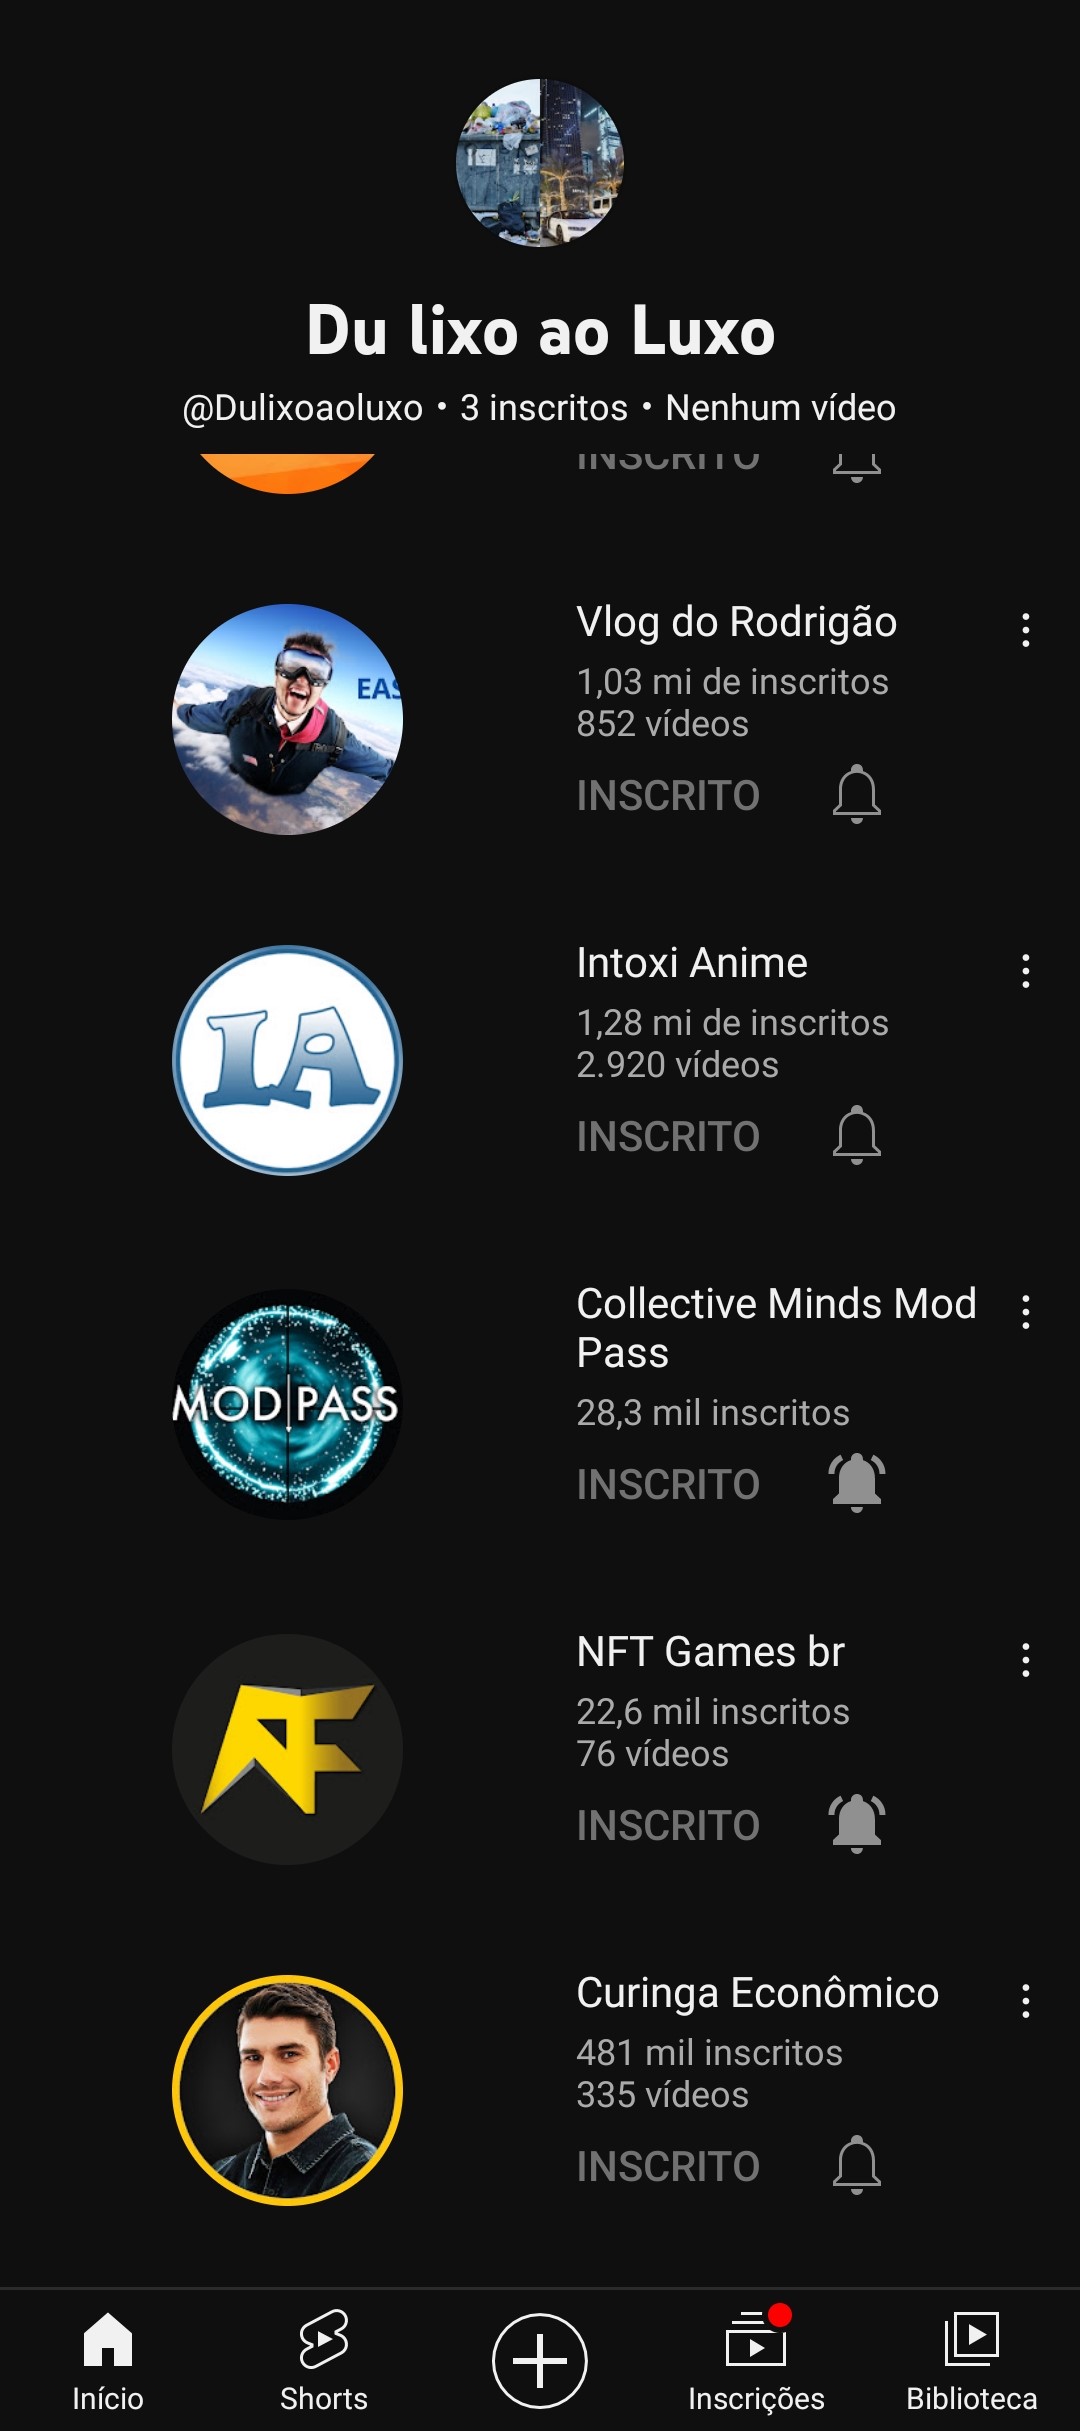 Du lixo ao Luxo
@Dulixoaoluxo • 3 inscritos • Nenhum vídeo
INSCRITO
EAS
Vlog do Rodrigão
1,03 mi de inscritos
852 vídeos
INSCRITO
IA
Intoxi Anime
1,28 mi de inscritos
2.920 vídeos
INSCRITO
MOD PASS
Collective Minds Mod
Pass
28,3 mil inscritos
INSCRITO
NFT Games br
22,6 mil inscritos
76 vídeos
INSCRITO
Curinga Econômico
481 mil inscritos
335 vídeos
INSCRITO
Início
Shorts
Inscrições
Biblioteca